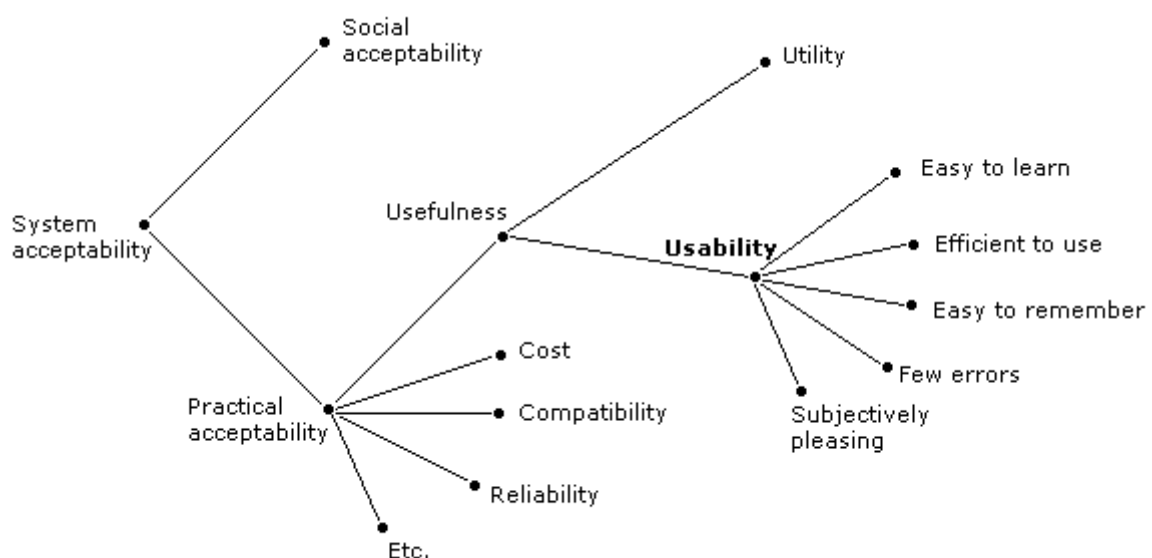 Social
acceptability
Utility
Easy to learn
Usefulness
System
acceptability
Usability
Efficient to use
Easy to remember
Cost
Few errors
Practical
acceptability
Compatibility
Subjectively
pleasing
Reliability
Etc.